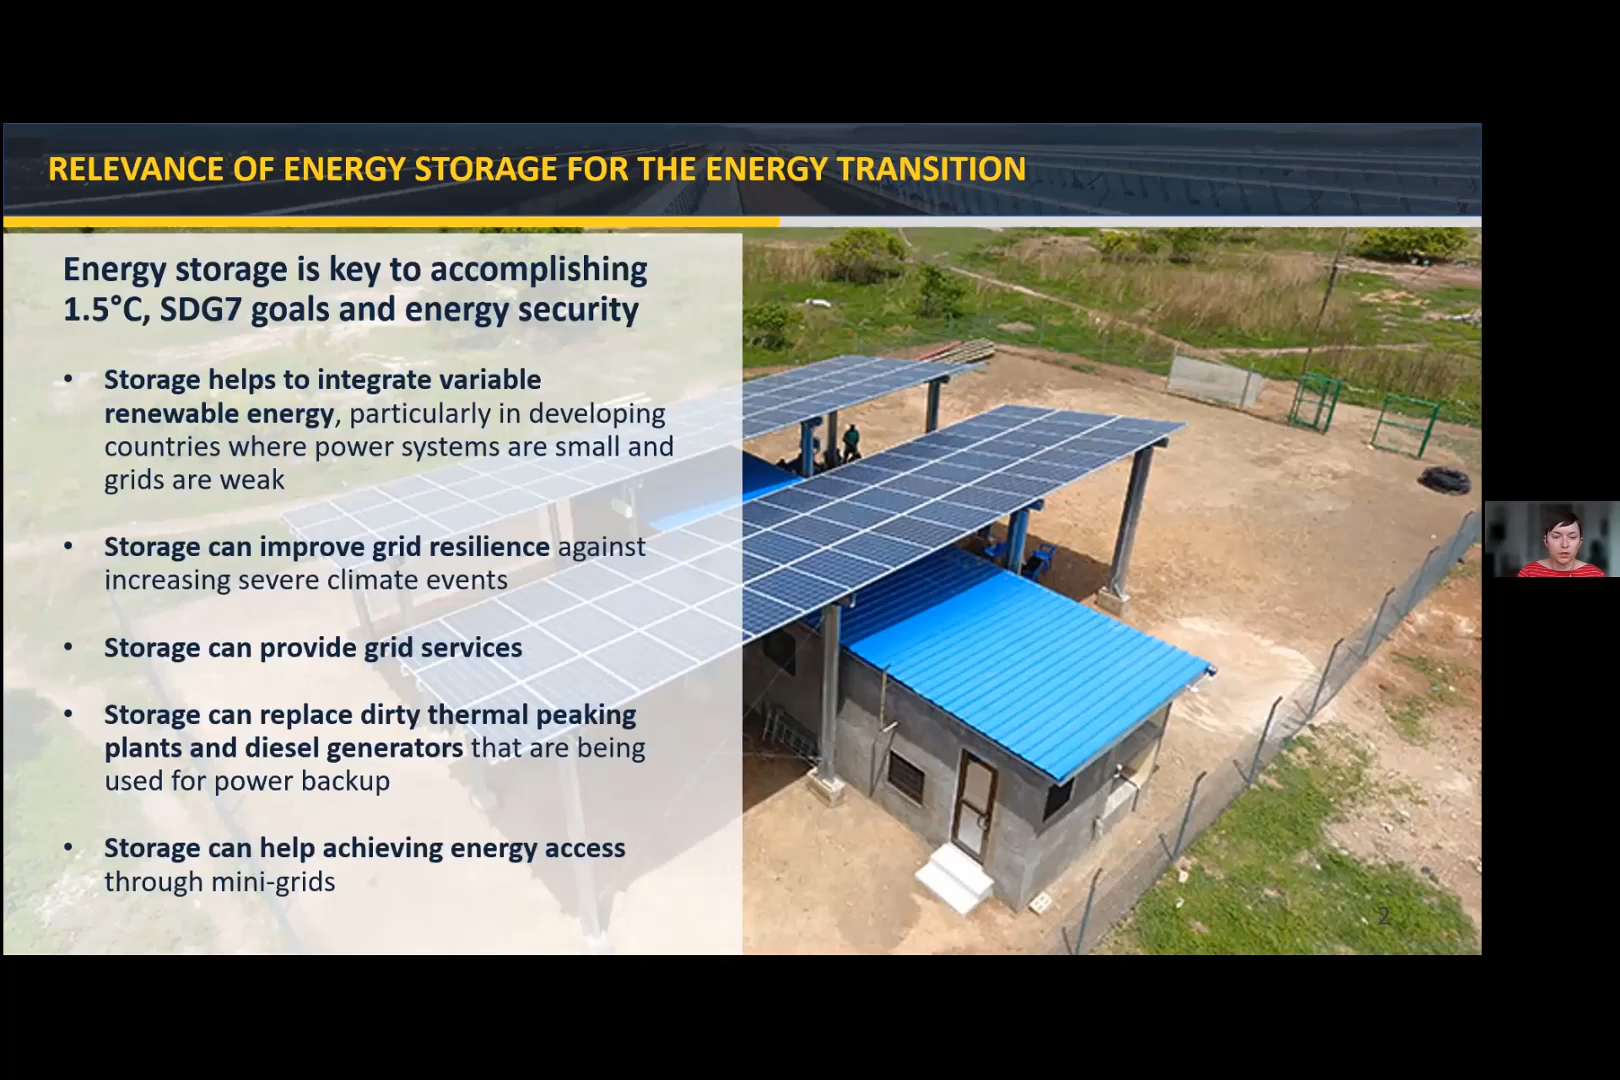 RELEVANCE OF ENERGY STORAGE FOR THE ENERGY TRANSITION
Energy storage is key to accomplishing
1.5°C, SDG7 goals and energy security
• Storage helps to integrate variable
renewable energy, particularly in developing
countries where power systems are small and
grids are weak
• Storage can improve grid resilience against
increasing severe climate events
• Storage can provide grid services
• Storage can replace dirty thermal peaking
plants and diesel generators that are being
used for power backup
• Storage can help achieving energy access
through mini-grids
2